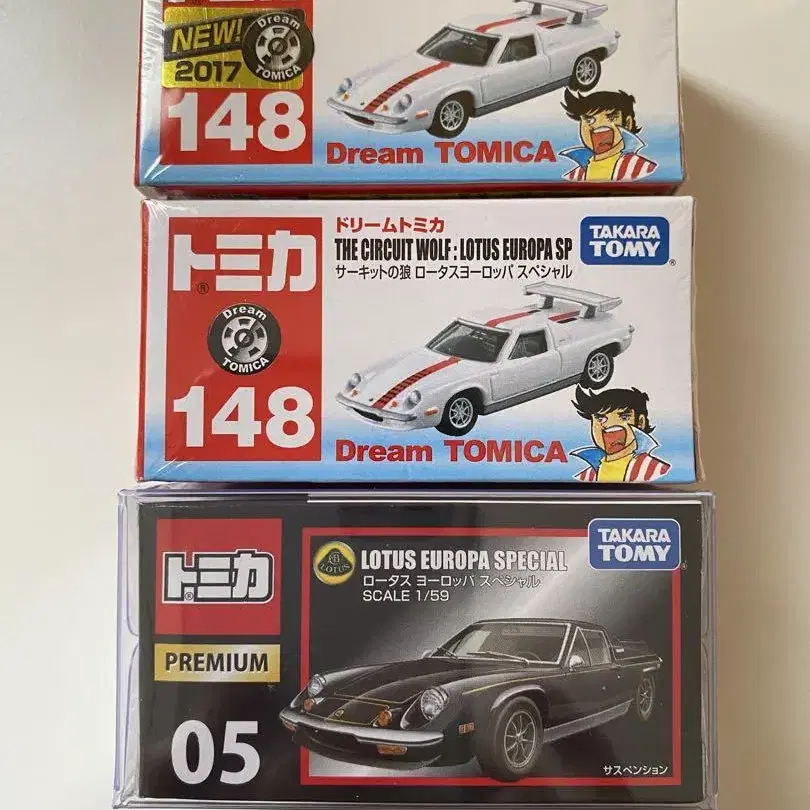 トミカ
NEW!
2017
Dream
TOMICA
148
Dream TOMICA
トミカ®
Dream
TOMICA
148
ドリームトミカ
THE CIRCUIT WOLF : LOTUS EUROPA SP
サーキットの狼 ロータスヨーロッパ スペシャル
TAKARA
TOMY®
Dream TOMICA
トミカ®
PREMIUM
05
LOTUS
LOTUS EUROPA SPECIAL
ロータス ヨーロッパ スペシャル
SCALE 1/59
TAKARA
TOMY
サスペンション